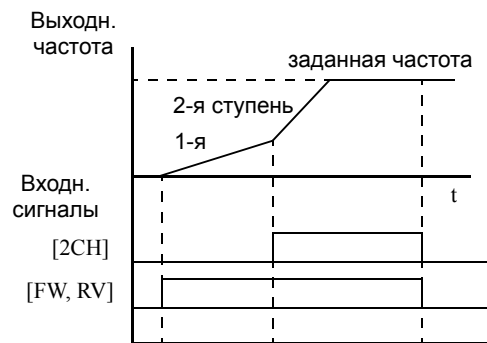 Выходн.
частота
заданная частота
2-я ступень
1-я
Входн.
сигналы
t
[2CH]
[FW, RV]